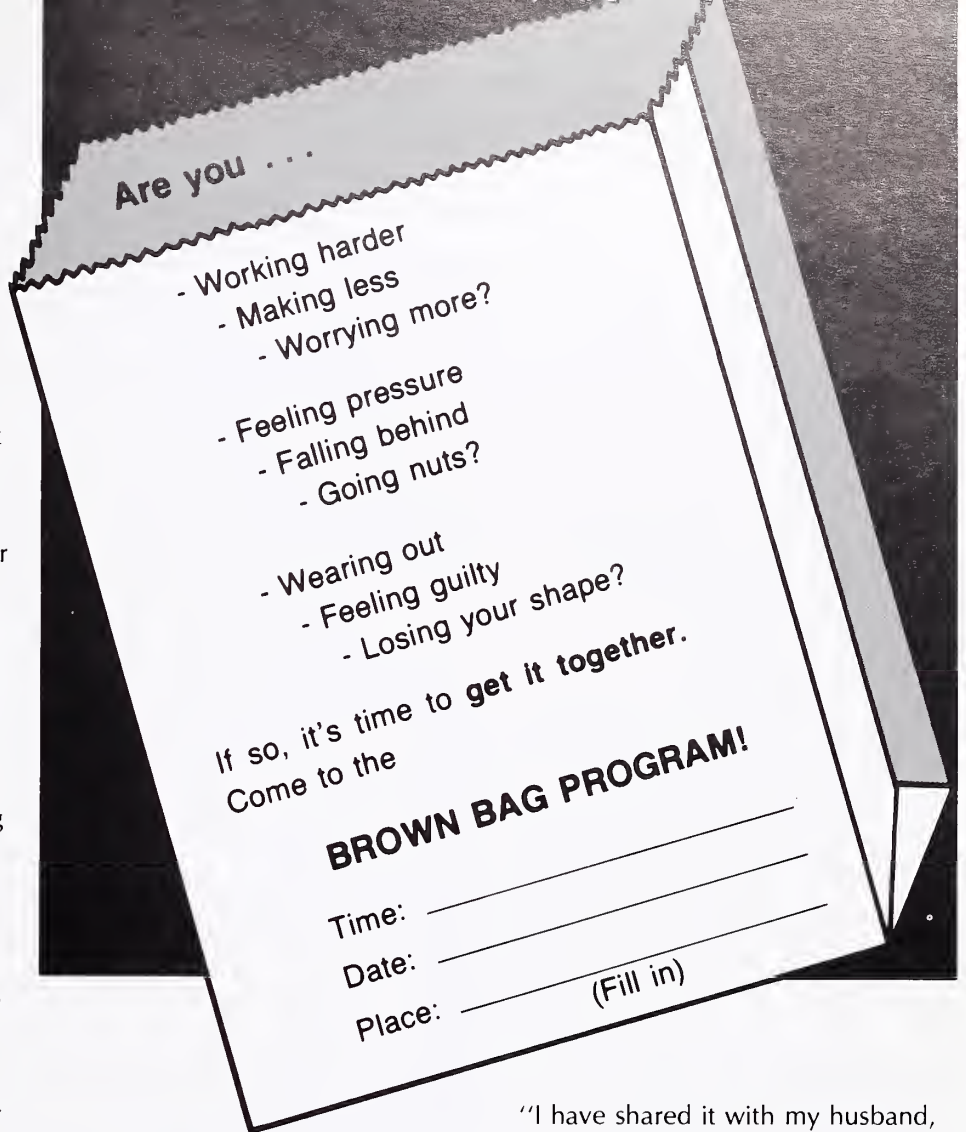 Are you . . .
- Working harder
- Making less
- Worrying more?
- Feeling pressure
- Falling behind
- Going nuts?
- Wearing out
- Feeling guilty
- Losing your shape?
If so, it's time to get it together.
Come to the
BROWN BAG PROGRAM!
Time:
Date:
Place:
(Fill in)
"I have shared it with my husband,